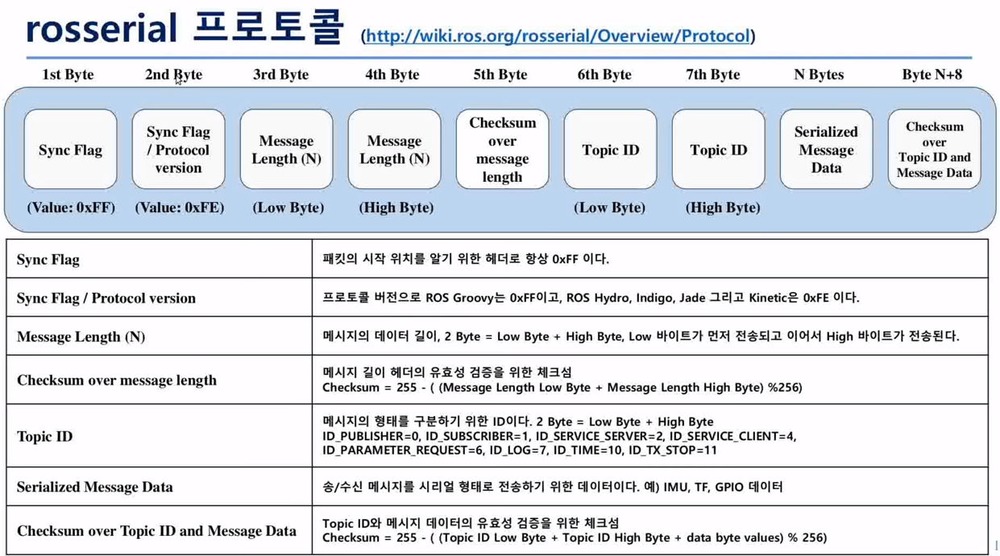 rosserial 프로토콜 (http://wiki.ros.org/rosserial/Overview/Protocol)
1st Byte 2nd Byte 3rd Byte 4th Byte 5th Byte 6th Byte 7th Byte N Bytes Byte N+8
Sync Flag
Sync Flag
/ Protocol
version
Message
Length (N)
Message
Length (N)
Checksum
over
message
length
Topic ID
Topic ID
Serialized
Message
Data
Checksum
over
Topic ID and
Message Data
(Value: 0xFF) (Value: 0xFE) (Low Byte) (High Byte) (Low Byte) (High Byte)
Sync Flag
패킷의 시작 위치를 알기 위한 헤더로 항상 0xFF 이다.
Sync Flag / Protocol version
프로토콜 버전으로 ROS Groovy는 0xFF이고, ROS Hydro, Indigo, Jade 그리고 Kinetic은 0xFE 이다.
Message Length (N)
메시지의 데이터 길이, 2 Byte = Low Byte + High Byte, Low 바이트가 먼저 전송되고 이어서 High 바이트가 전송된다.
Checksum over message length
메시지 길이 헤더의 유효성 검증을 위한 체크섬
Checksum = 255 - ( (Message Length Low Byte + Message Length High Byte) %256)
Topic ID
메시지의 형태를 구분하기 위한 ID이다. 2 Byte = Low Byte + High Byte
ID_PUBLISHER=0, ID_SUBSCRIBER=1, ID_SERVICE_SERVER=2, ID_SERVICE_CLIENT=4,
ID_PARAMETER_REQUEST=6, ID_LOG=7, ID_TIME=10, ID_TX_STOP=11
Serialized Message Data
송/수신 메시지를 시리얼 형태로 전송하기 위한 데이터이다. 예) IMU, TF, GPIO 데이터
Checksum over Topic ID and Message Data
Topic ID와 메시지 데이터의 유효성 검증을 위한 체크섬
Checksum = 255 - ( (Topic ID Low Byte + Topic ID High Byte + data byte values) % 256)